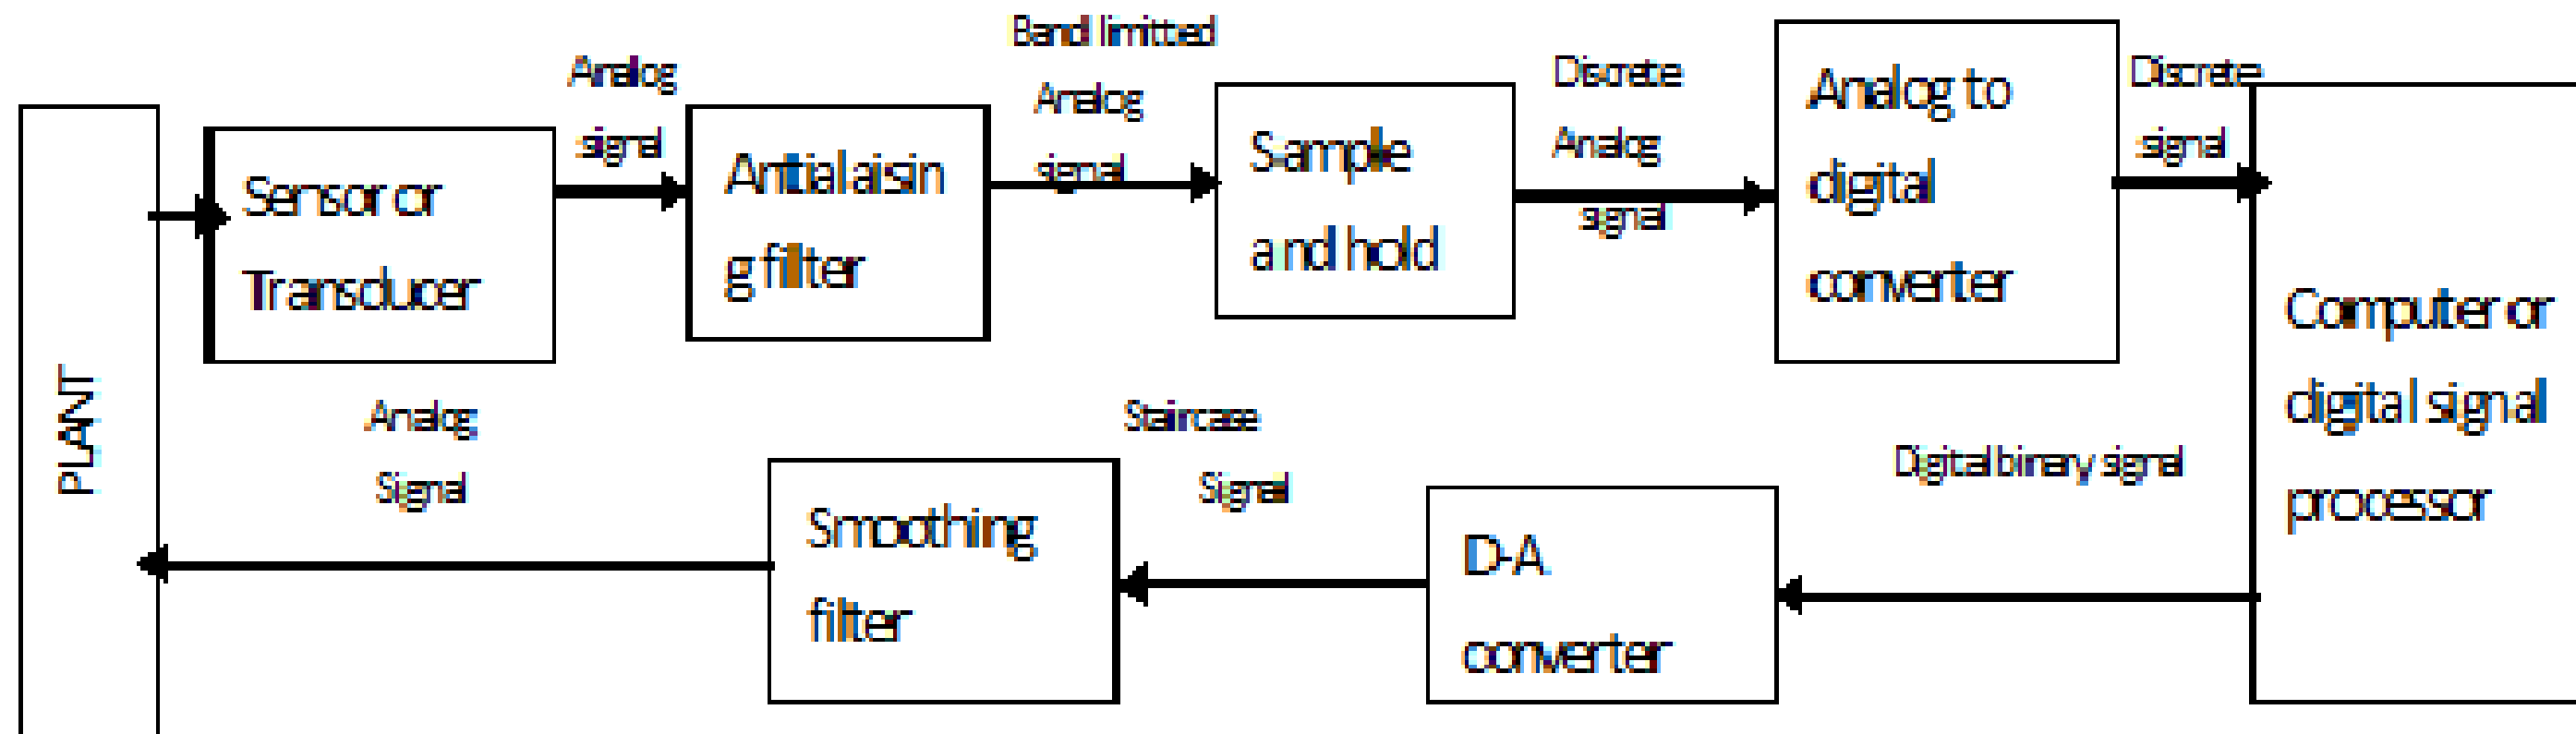 PLANT
Sensor or
Transducer
Analog
signal
Antialaisin
g filter
Band limitted
Analog
signal
Sample
and hold
Discrete
Analog
signal
Analog to
digital
converter
Discrete
signal
Computer or
digital signal
processor
Digital binary signal
D-A
converter
Staircase
Signal
Smoothing
filter
Analog
Signal